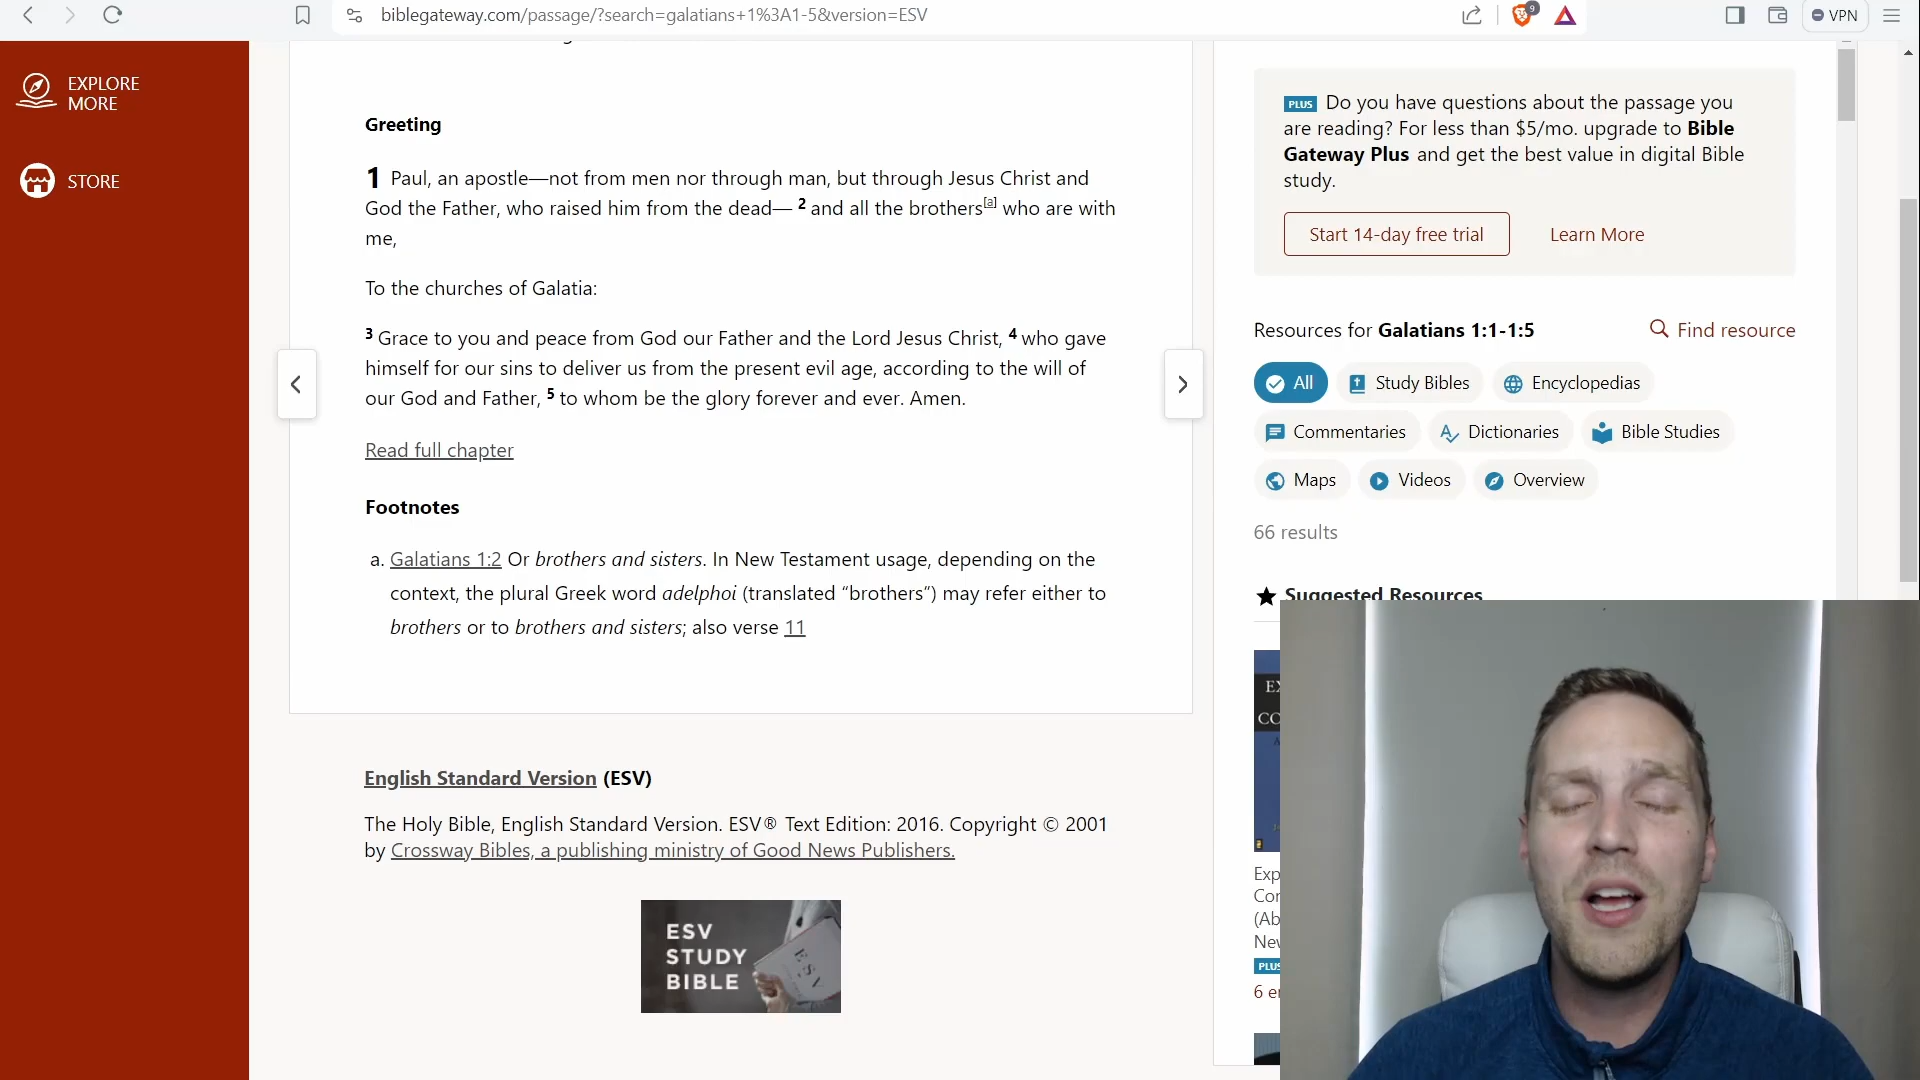 biblegateway.com/passage/?search=galatians+1%3A1-5&version=ESV
9
VPN
EXPLORE
MORE
STORE
Greeting
1 Paul, an apostle—not from men nor through man, but through Jesus Christ and
God the Father, who raised him from the dead— 2 and all the brothers[a] who are with
me,
To the churches of Galatia:
3 Grace to you and peace from God our Father and the Lord Jesus Christ, 4 who gave
himself for our sins to deliver us from the present evil age, according to the will of
our God and Father, 5 to whom be the glory forever and ever. Amen.
Read full chapter
Footnotes
a. Galatians 1:2 Or brothers and sisters. In New Testament usage, depending on the
context, the plural Greek word adelphoi (translated “brothers”) may refer either to
brothers or to brothers and sisters; also verse 11
English Standard Version (ESV)
The Holy Bible, English Standard Version. ESV® Text Edition: 2016. Copyright © 2001
by Crossway Bibles, a publishing ministry of Good News Publishers.
ESV
STUDY
BIBLE
PLUS Do you have questions about the passage you
are reading? For less than $5/mo. upgrade to Bible
Gateway Plus and get the best value in digital Bible
study.
Start 14-day free trial Learn More
Resources for Galatians 1:1-1:5 Find resource
All Study Bibles Encyclopedias
Commentaries Dictionaries Bible Studies
Maps Videos Overview
66 results
Suggested Resources
EX
CO
Exp
Con
(Ab
New
PLUS
6 en